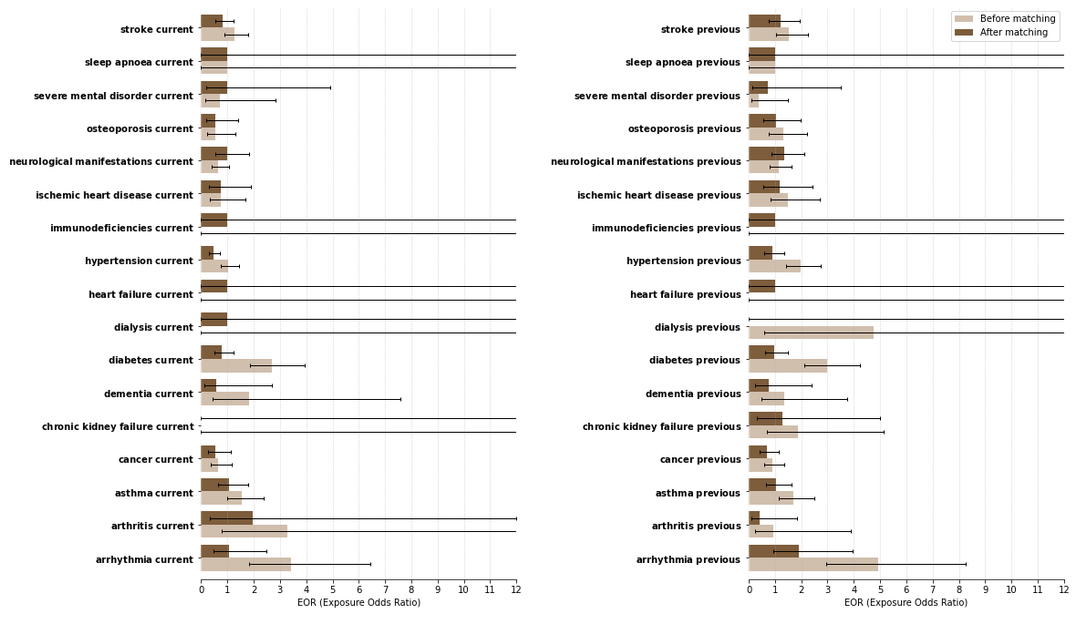 stroke current
sleep apnoea current
severe mental disorder current
osteoporosis current
neurological manifestations current
ischemic heart disease current
immunodeficiencies current
hypertension current
heart failure current
dialysis current
diabetes current
dementia current
chronic kidney failure current
cancer current
asthma current
arthritis current
arrhythmia current
0 1 2 3 4 5 6 7 8 9 10 11 12
EOR (Exposure Odds Ratio)
Before matching
After matching
stroke previous
sleep apnoea previous
severe mental disorder previous
osteoporosis previous
neurological manifestations previous
ischemic heart disease previous
immunodeficiencies previous
hypertension previous
heart failure previous
dialysis previous
diabetes previous
dementia previous
chronic kidney failure previous
cancer previous
asthma previous
arthritis previous
arrhythmia previous
0 1 2 3 4 5 6 7 8 9 10 11 12
EOR (Exposure Odds Ratio)